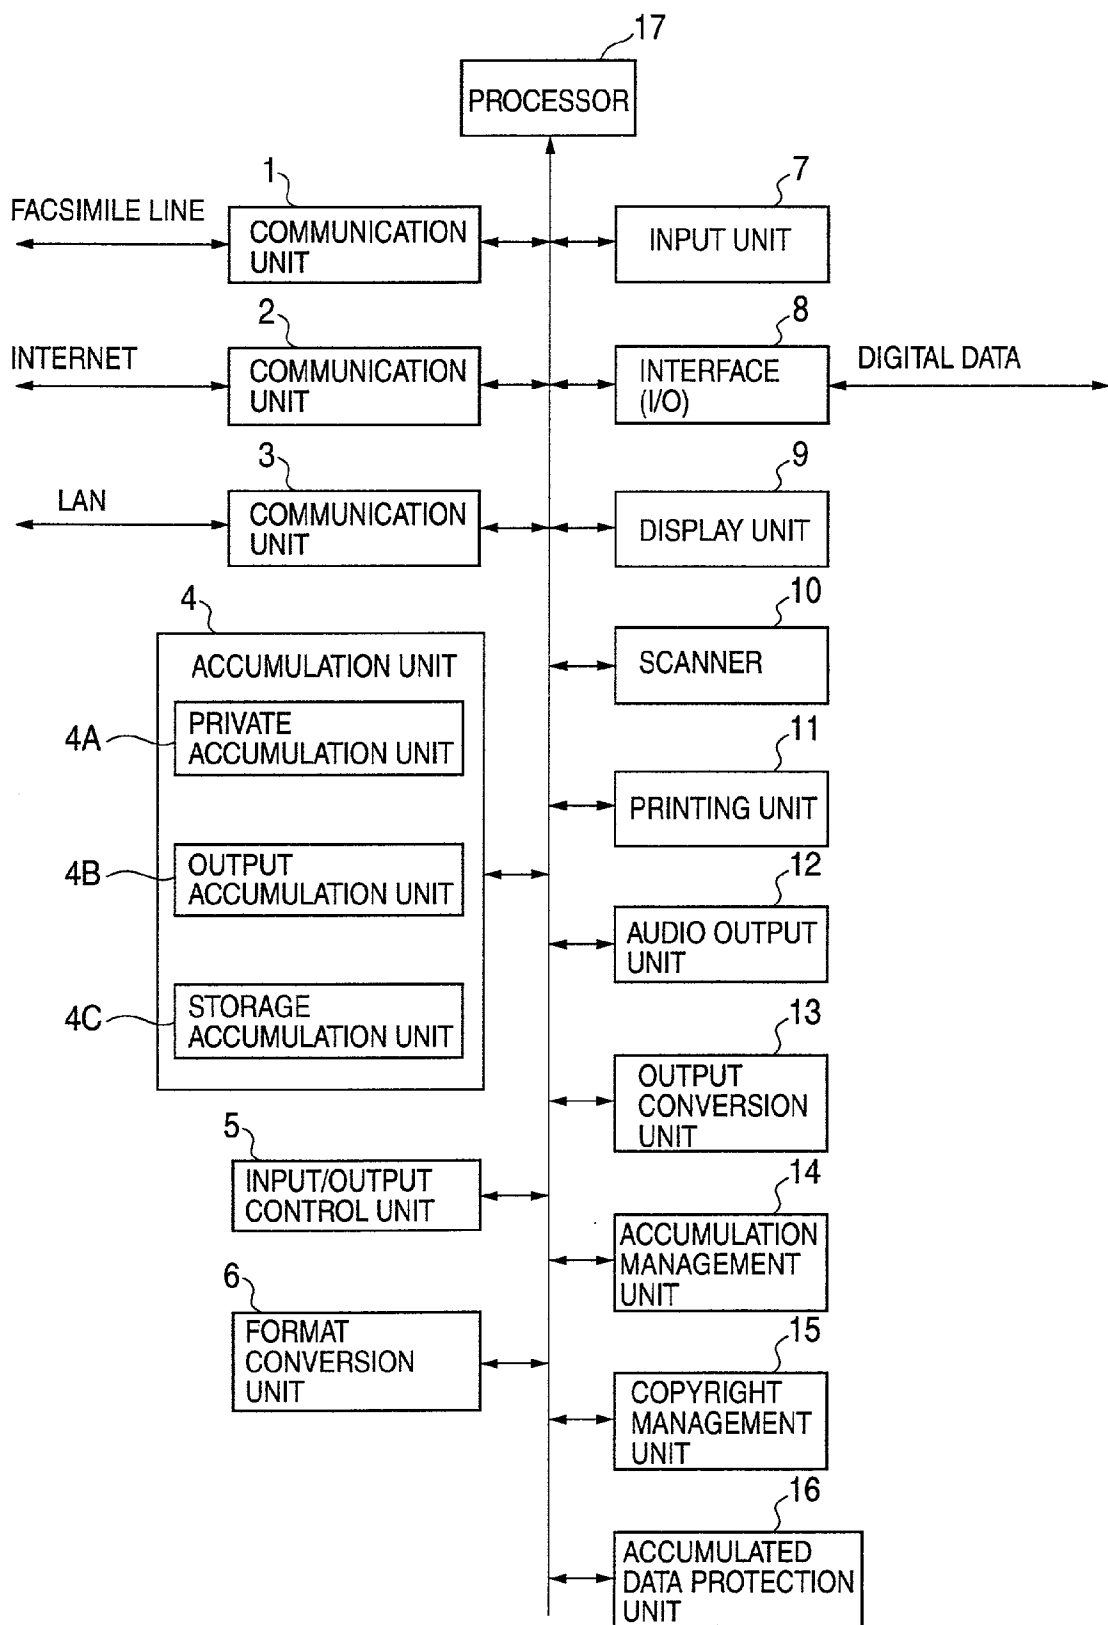 17
PROCESSOR
1
FACSIMILE LINE
COMMUNICATION
UNIT
7
INPUT UNIT
2
INTERNET
COMMUNICATION
UNIT
8
INTERFACE
(I/O)
DIGITAL DATA
3
LAN
COMMUNICATION
UNIT
9
DISPLAY UNIT
4
ACCUMULATION UNIT
4A
PRIVATE
ACCUMULATION UNIT
4B
OUTPUT
ACCUMULATION UNIT
4C
STORAGE
ACCUMULATION UNIT
10
SCANNER
11
PRINTING UNIT
12
AUDIO OUTPUT
UNIT
13
OUTPUT
CONVERSION
UNIT
5
INPUT/OUTPUT
CONTROL UNIT
14
ACCUMULATION
MANAGEMENT
UNIT
6
FORMAT
CONVERSION
UNIT
15
COPYRIGHT
MANAGEMENT
UNIT
16
ACCUMULATED
DATA PROTECTION
UNIT